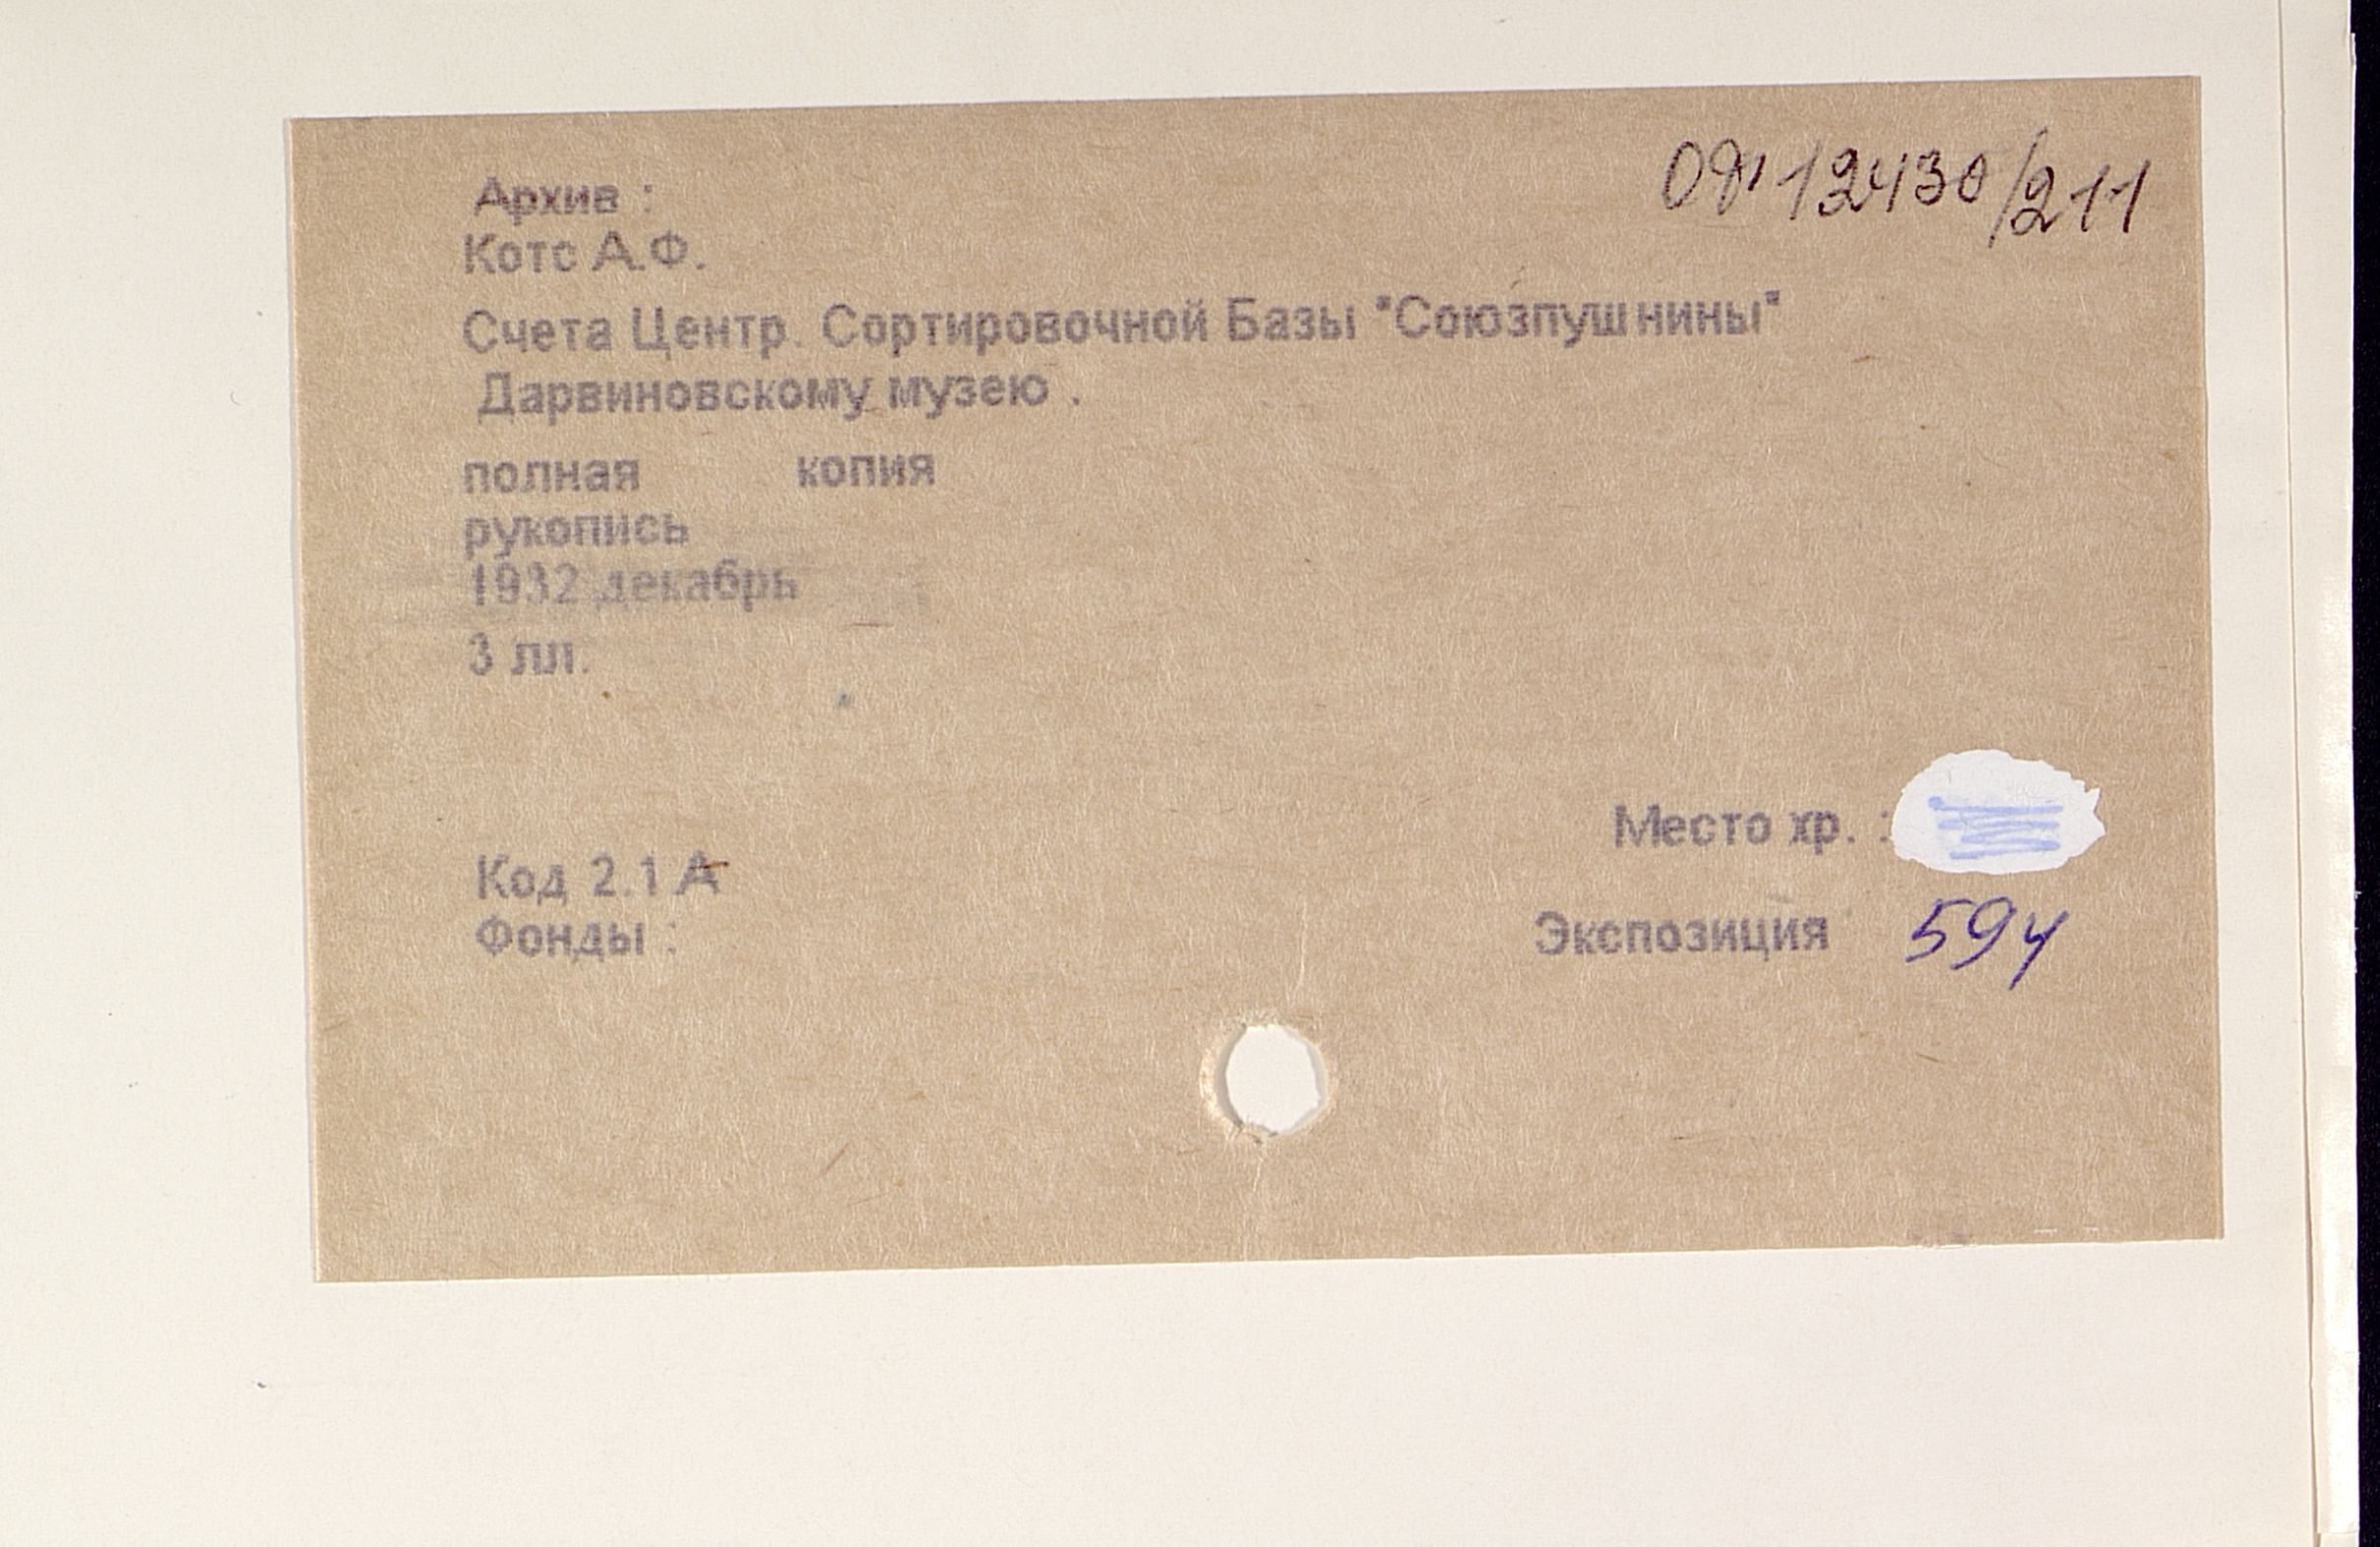 Архив :
12430/211
Котс А.Ф.
Счета Центр. Сортировочной Базы "Союзпушнины"
Дарвиновскому музею .
полная копия
рукопись
1932 декабрь
3 лл.
Место хр. :
Код 2.1 А
Фонды :
Экспозиция 594